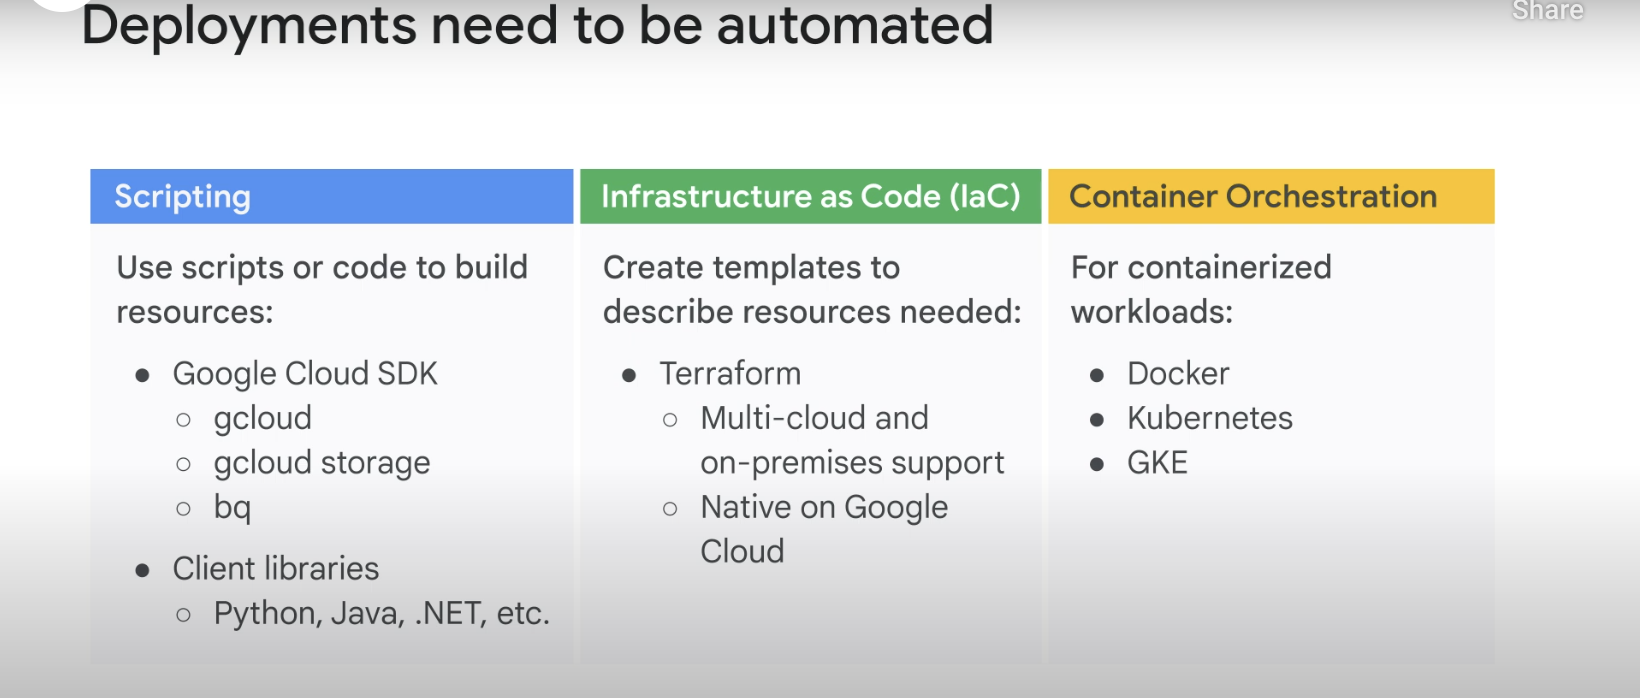 Deployments need to be automated
Share
Scripting
Use scripts or code to build
resources:
● Google Cloud SDK
○ gcloud
○ gcloud storage
○ bq
● Client libraries
○ Python, Java, .NET, etc.
Infrastructure as Code (IaC)
Create templates to
describe resources needed:
● Terraform
○ Multi-cloud and
on-premises support
○ Native on Google
Cloud
Container Orchestration
For containerized
workloads:
● Docker
● Kubernetes
● GKE